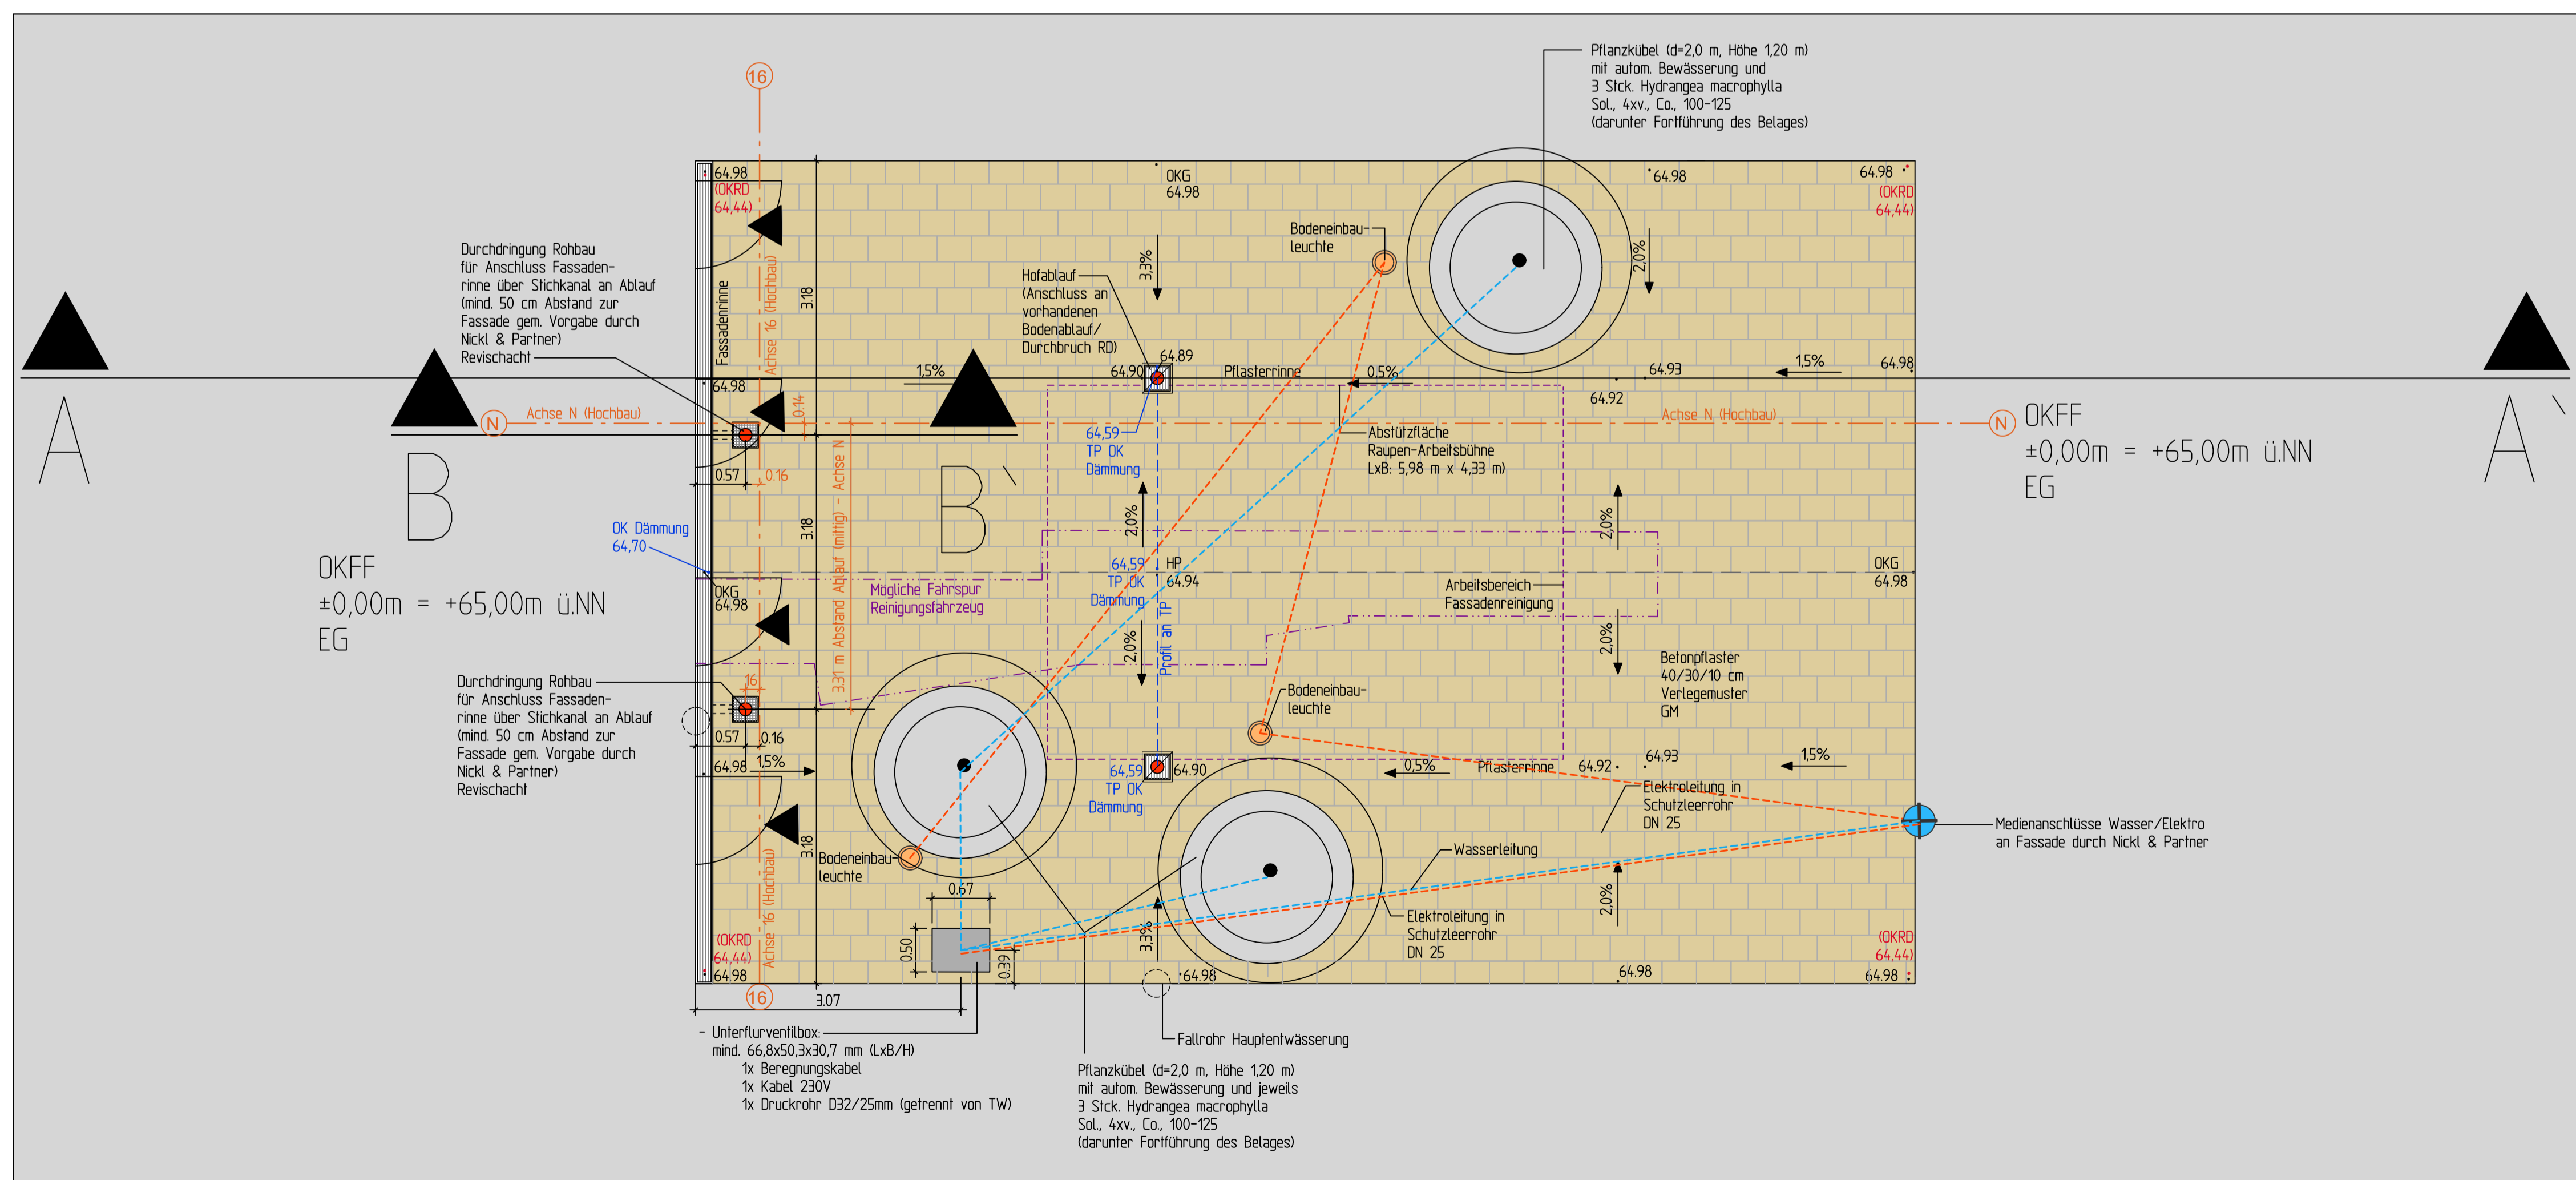 16
Pflanzkübel (d=2,0 m, Höhe 1,20 m)
mit autom. Bewässerung und
3 Stck. Hydrangea macrophylla
Sol., 4xv., Co., 100-125
(darunter Fortführung des Belages)
64.98
(OKRD
64,44)
OKG
64.98
64.98
64.98
(OKRD
64,44)
Durchdringung Rohbau
für Anschluss Fassaden-
rinne über Stichkanal an Ablauf
(mind. 50 cm Abstand zur
Fassade gem. Vorgabe durch
Nickl & Partner)
Revischacht
Fassadenrinne
Achse 16 (Hochbau)
3.18
Hofablauf
(Anschluss an
vorhandenen
Bodenablauf/
Durchbruch RD)
3,3%
Bodeneinbau-
leuchte
2,0%
64.98
1,5%
64.90
64.89
Pflasterrinne
0,5%
64.93
64.92
1,5%
64.98
A
B
B`
A`
N
Achse N (Hochbau)
0.14
Achse N (Hochbau)
N
0.57
0.16
64,59
TP OK
Dämmung
Abstützfläche
Raupen-Arbeitsbühne
LxB: 5,98 m x 4,33 m)
OKFF
±0,00m = +65,00m ü.NN
EG
OK Dämmung
64,70
3.18
3.31 m Abstand Ablauf (mittig) - Achse N
2,0%
2,0%
OKFF
±0,00m = +65,00m ü.NN
EG
OKG
64.98
Mögliche Fahrspur
Reinigungsfahrzeug
64,59
TP OK
Dämmung
HP
64.94
Profil an TP
2,0%
Arbeitsbereich
Fassadenreinigung
2,0%
OKG
64.98
Durchdringung Rohbau
für Anschluss Fassaden-
rinne über Stichkanal an Ablauf
(mind. 50 cm Abstand zur
Fassade gem. Vorgabe durch
Nickl & Partner)
Revischacht
16
0.57
0.16
64.98
1,5%
Bodeneinbau-
leuchte
Betonpflaster
40/30/10 cm
Verlegemuster
GM
64,59
TP OK
Dämmung
64.90
0,5%
Pflasterrinne
64.92
64.93
1,5%
Elektroleitung in
Schutzleerrohr
DN 25
Medienanschlüsse Wasser/Elektro
an Fassade durch Nickl & Partner
3.18
Achse 16 (Hochbau)
Bodeneinbau-
leuchte
Wasserleitung
0.67
0.50
0.39
3,3%
Elektroleitung in
Schutzleerrohr
DN 25
2,0%
(OKRD
64,44)
64.98
64.98
64.98
(OKRD
64,44)
64.98
16
3.07
- Unterflurventilbox:
mind. 66,8x50,3x30,7 mm (LxB/H)
1x Beregnungskabel
1x Kabel 230V
1x Druckrohr D32/25mm (getrennt von TW)
Fallrohr Hauptentwässerung
Pflanzkübel (d=2,0 m, Höhe 1,20 m)
mit autom. Bewässerung und jeweils
3 Stck. Hydrangea macrophylla
Sol., 4xv., Co., 100-125
(darunter Fortführung des Belages)